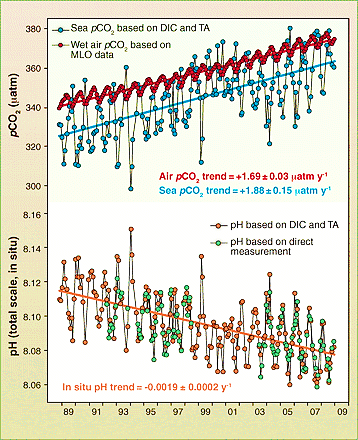 380
360
340
320
300
pCO2 (µatm)
Sea pCO2 based on DIC and TA
Wet air pCO2 based on
MLO data
Air pCO2 trend = +1.69 ± 0.03 µatm y-1
Sea pCO2 trend = +1.88 ± 0.15 µatm y-1
8.16
8.14
8.12
8.10
8.08
8.06
pH (total scale, in situ)
pH based on DIC and TA
pH based on direct
measurement
In situ pH trend = -0.0019 ± 0.0002 y-1
89 91 93 95 97 99 01 03 05 07 09